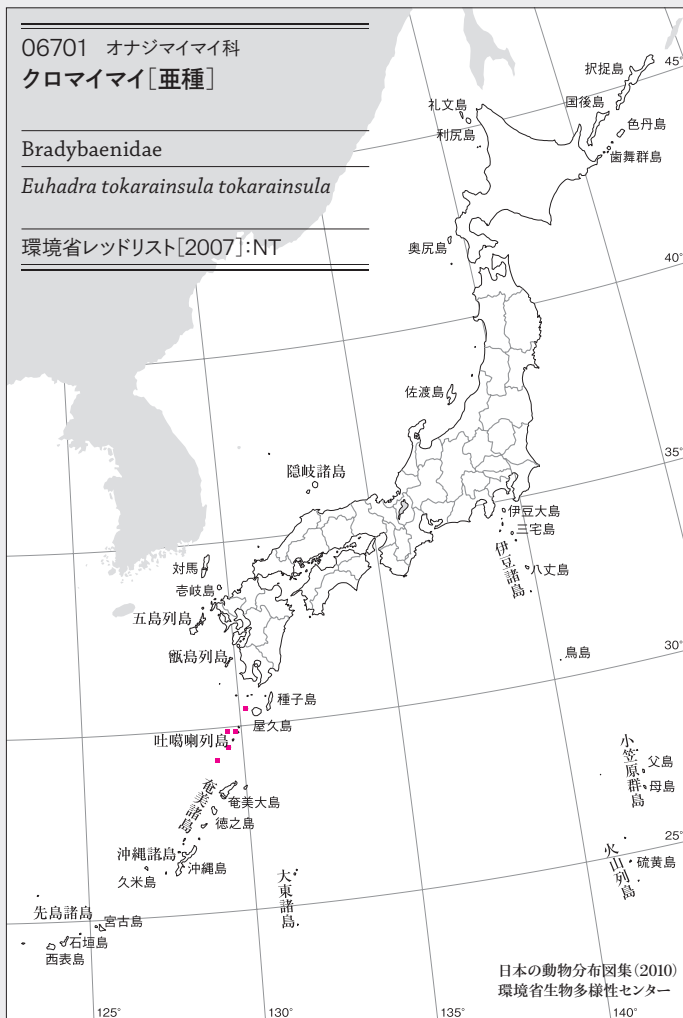 06701 オナジマイマイ科
クロマイマイ[亜種]
Bradybaenidae
Euhadra tokarainsula tokarainsula
環境省レッドリスト[2007]:NT
択捉島
45°
国後島
礼文島
色丹島
利尻島
歯舞群島
奥尻島
40°
佐渡島
35°
隠岐諸島
伊豆大島
三宅島
伊豆諸島
八丈島
対馬
壱岐島
五島列島
甑島列島
鳥島
30°
種子島
屋久島
吐噶喇列島
小笠原群島
父島
母島
奄美諸島
奄美大島
徳之島
25°
沖縄諸島
沖縄島
久米島
火山列島
硫黄島
大東諸島
先島諸島
宮古島
石垣島
西表島
日本の動物分布図集(2010)
環境省生物多様性センター
125°
130°
135°
140°